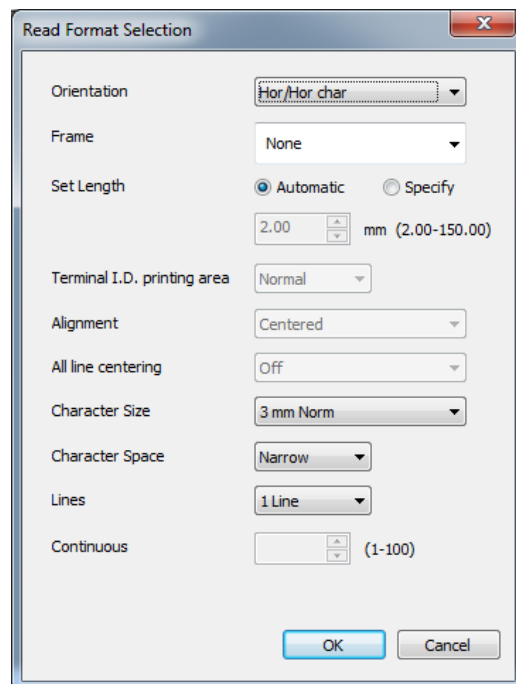 Read Format Selection
Orientation Hor/Hor char
Frame None
Set Length Automatic Specify
2.00 mm (2.00-150.00)
Terminal I.D. printing area Normal
Alignment Centered
All line centering Off
Character Size 3 mm Norm
Character Space Narrow
Lines 1 Line
Continuous (1-100)
OK Cancel